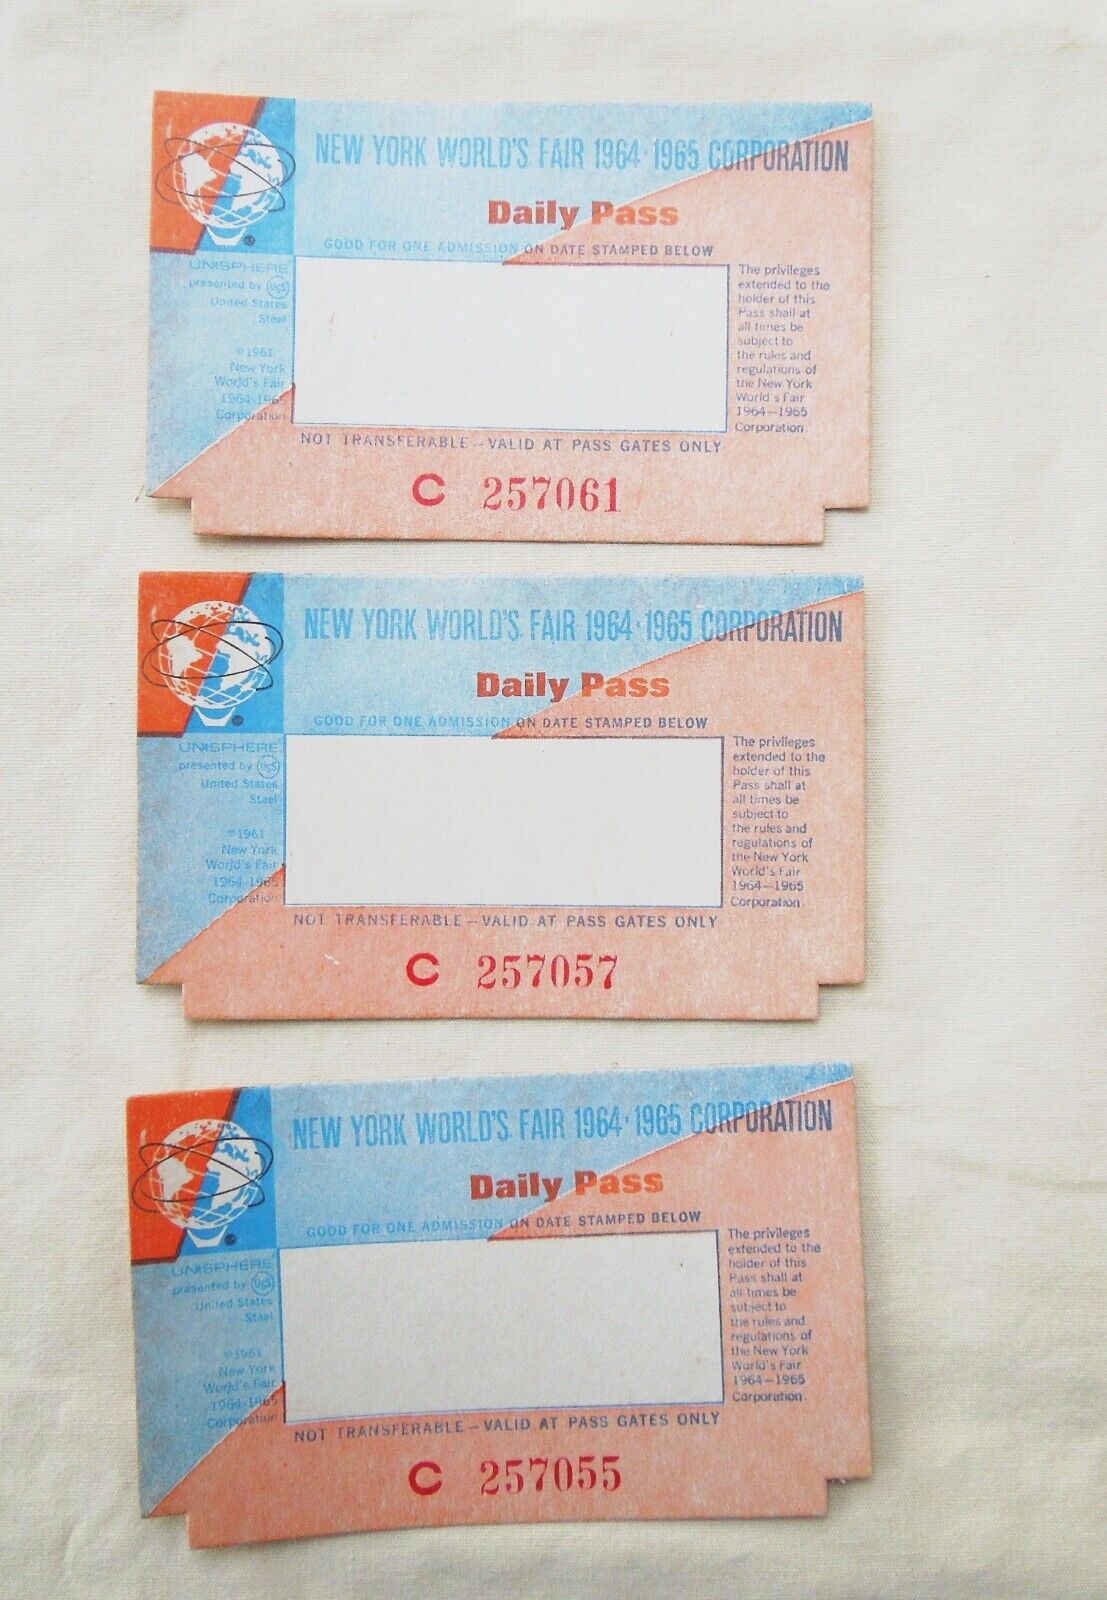 NEW YORK WORLD'S FAIR 1964·1965 CORPORATION
Daily Pass
GOOD FOR ONE ADMISSION ON DATE STAMPED BELOW
UNISPHERE
presented by USS
United States
Steel
©1961
New York
World's Fair
1964-1965
Corporation
The privileges
extended to the
holder of this
Pass shall at
all times be
subject to
the rules and
regulations of
the New York
World's Fair
1964–1965
Corporation.
NOT TRANSFERABLE – VALID AT PASS GATES ONLY
C 257061
NEW YORK WORLD'S FAIR 1964·1965 CORPORATION
Daily Pass
GOOD FOR ONE ADMISSION ON DATE STAMPED BELOW
UNISPHERE
presented by USS
United States
Steel
©1961
New York
World's Fair
1964-1965
Corporation
The privileges
extended to the
holder of this
Pass shall at
all times be
subject to
the rules and
regulations of
the New York
World's Fair
1964–1965
Corporation.
NOT TRANSFERABLE – VALID AT PASS GATES ONLY
C 257057
NEW YORK WORLD'S FAIR 1964·1965 CORPORATION
Daily Pass
GOOD FOR ONE ADMISSION ON DATE STAMPED BELOW
UNISPHERE
presented by USS
United States
Steel
©1961
New York
World's Fair
1964-1965
Corporation
The privileges
extended to the
holder of this
Pass shall at
all times be
subject to
the rules and
regulations of
the New York
World's Fair
1964–1965
Corporation.
NOT TRANSFERABLE – VALID AT PASS GATES ONLY
C 257055